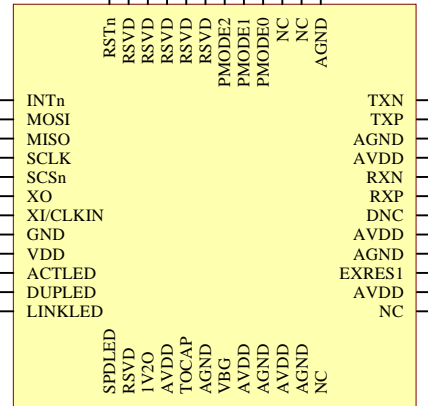 RSTn
RSVD
RSVD
RSVD
RSVD
RSVD
PMODE2
PMODE1
PMODE0
NC
NC
AGND
INTn
MOSI
MISO
SCLK
SCSn
XO
XI/CLKIN
GND
VDD
ACTLED
DUPLED
LINKLED
TXN
TXP
AGND
AVDD
RXN
RXP
DNC
AVDD
AGND
EXRES1
AVDD
NC
SPDLED
RSVD
1V2O
AVDD
TOCAP
AGND
VBG
AVDD
AGND
AVDD
AGND
NC